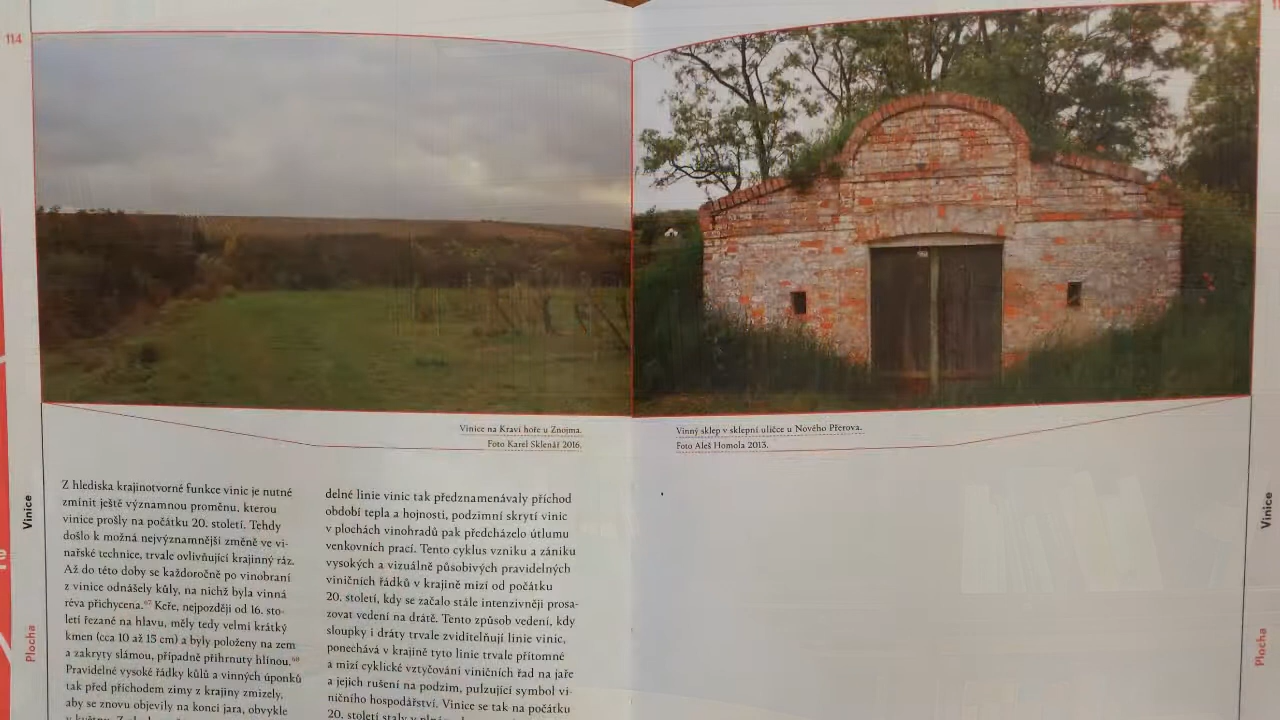 114
Vinice na Kraví hoře u Znojma.
Foto Karel Sklenář 2016.
Vinný sklep v sklepní uličce u Nového Přerova.
Foto Aleš Homola 2013.
Vinice
Plocha
Z hlediska krajinotvorné funkce vinic je nutné
zmínit ještě významnou proměnu, kterou
vinice prošly na počátku 20. století. Tehdy
došlo k možná nejvýznamnější změně ve vi-
nařské technice, trvale ovlivňující krajinný ráz.
Až do této doby se každoročně po vinobraní
z vinice odnášely kůly, na nichž byla vinná
réva přichycena.67 Keře, nejpozději od 16. sto-
letí řezané na hlavu, měly tedy velmi krátký
kmen (cca 10 až 15 cm) a byly položeny na zem
a zakryty slámou, případně přihrnuty hlínou.
Pravidelné vysoké řádky kůlů a vinných úponků
tak před příchodem zimy z krajiny zmizely,
aby se znovu objevily na konci jara, obvykle
v květnu.
delné linie vinic tak předznamenávaly příchod
období tepla a hojnosti, podzimní skrytí vinic
v plochách vinohradů pak předcházelo útlumu
venkovních prací. Tento cyklus vzniku a zániku
vysokých a vizuálně působivých pravidelných
viničních řádků v krajině mizí od počátku
20. století, kdy se začalo stále intenzivněji prosa-
zovat vedení na drátě. Tento způsob vedení, kdy
sloupky i dráty trvale zviditelňují linie vinic,
ponechává v krajině tyto linie trvale přítomné
a mizí cyklické vztyčování viničních řad na jaře
a jejich rušení na podzim, pulzující symbol vi-
ničního hospodářství. Vinice se tak na počátku
20. století staly v
Vinice
Plocha